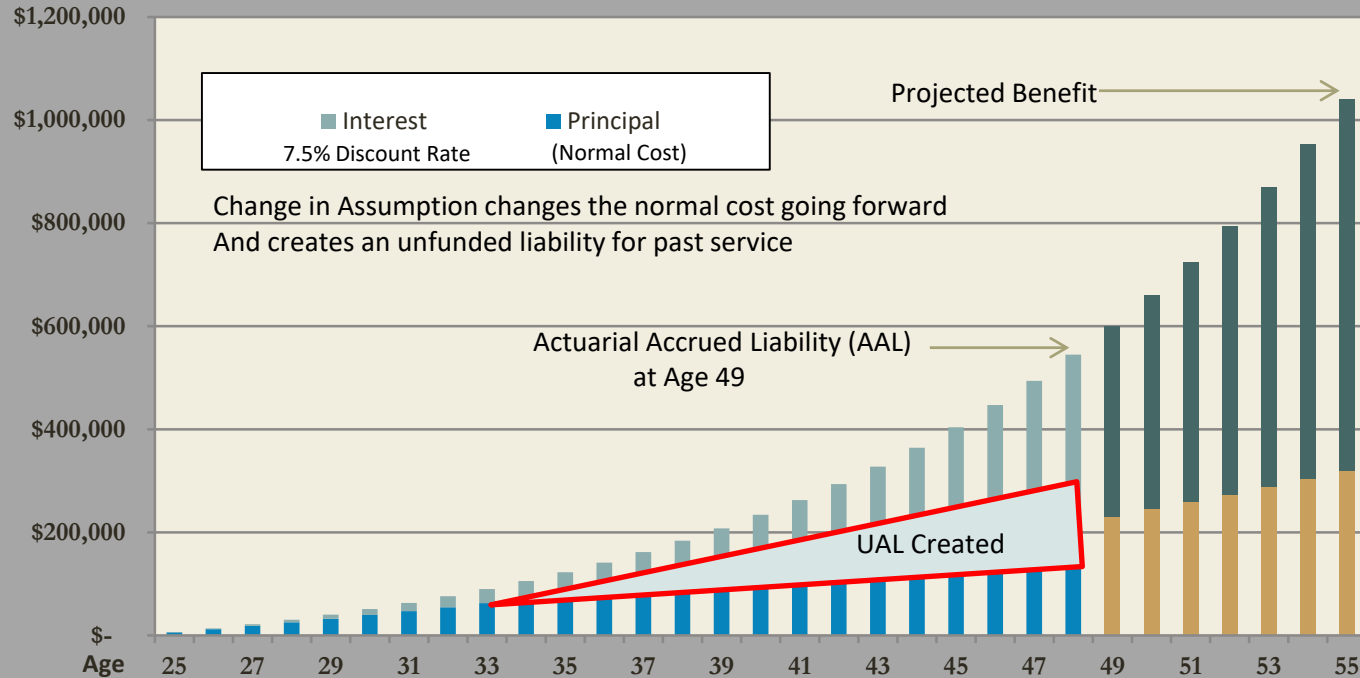 $1,200,000
$1,000,000
$800,000
$600,000
$400,000
$200,000
$-
Projected Benefit
Interest
Principal
7.5% Discount Rate
(Normal Cost)
Change in Assumption changes the normal cost going forward
And creates an unfunded liability for past service
Actuarial Accrued Liability (AAL)
at Age 49
UAL Created
Age 25 27 29 31 33 35 37 39 41 43 45 47 49 51 53 55